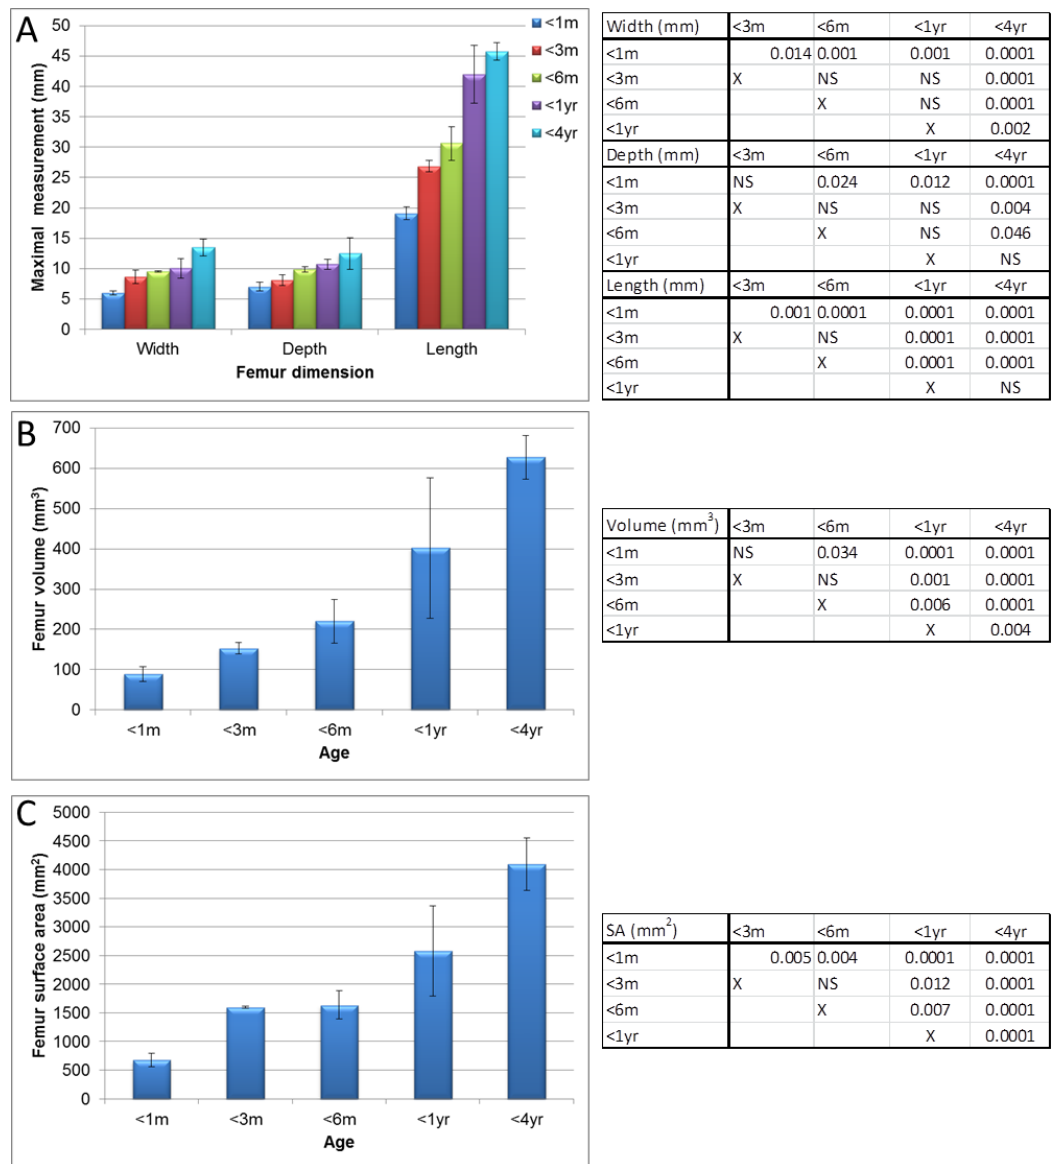 A
50
45
40
35
30
25
20
15
10
5
0
Maximal measurement (mm)
<1m
<3m
<6m
<1yr
<4yr
Width Depth Length
Femur dimension
Width (mm) <3m <6m <1yr <4yr
<1m 0.014 0.001 0.001 0.0001
<3m X NS NS 0.0001
<6m X NS 0.0001
<1yr X 0.002
Depth (mm) <3m <6m <1yr <4yr
<1m NS 0.024 0.012 0.0001
<3m X NS NS 0.004
<6m X NS 0.046
<1yr X NS
Length (mm) <3m <6m <1yr <4yr
<1m 0.001 0.0001 0.0001 0.0001
<3m X NS 0.0001 0.0001
<6m X 0.0001 0.0001
<1yr X NS
B
700
600
500
400
300
200
100
0
Femur volume (mm³)
<1m <3m <6m <1yr <4yr
Age
Volume (mm³) <3m <6m <1yr <4yr
<1m NS 0.034 0.0001 0.0001
<3m X NS 0.001 0.0001
<6m X 0.006 0.0001
<1yr X 0.004
C
5000
4500
4000
3500
3000
2500
2000
1500
1000
500
0
Femur surface area (mm²)
<1m <3m <6m <1yr <4yr
Age
SA (mm²) <3m <6m <1yr <4yr
<1m 0.005 0.004 0.0001 0.0001
<3m X NS 0.012 0.0001
<6m X 0.007 0.0001
<1yr X 0.0001